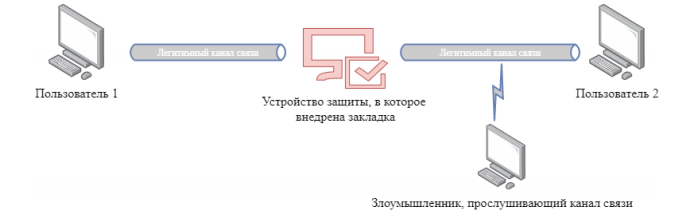 Легитимный канал связи
Легитимный канал связи
Пользователь 1
Устройство защиты, в которое
внедрена закладка
Пользователь 2
Злоумышленник, прослушивающий канал связи